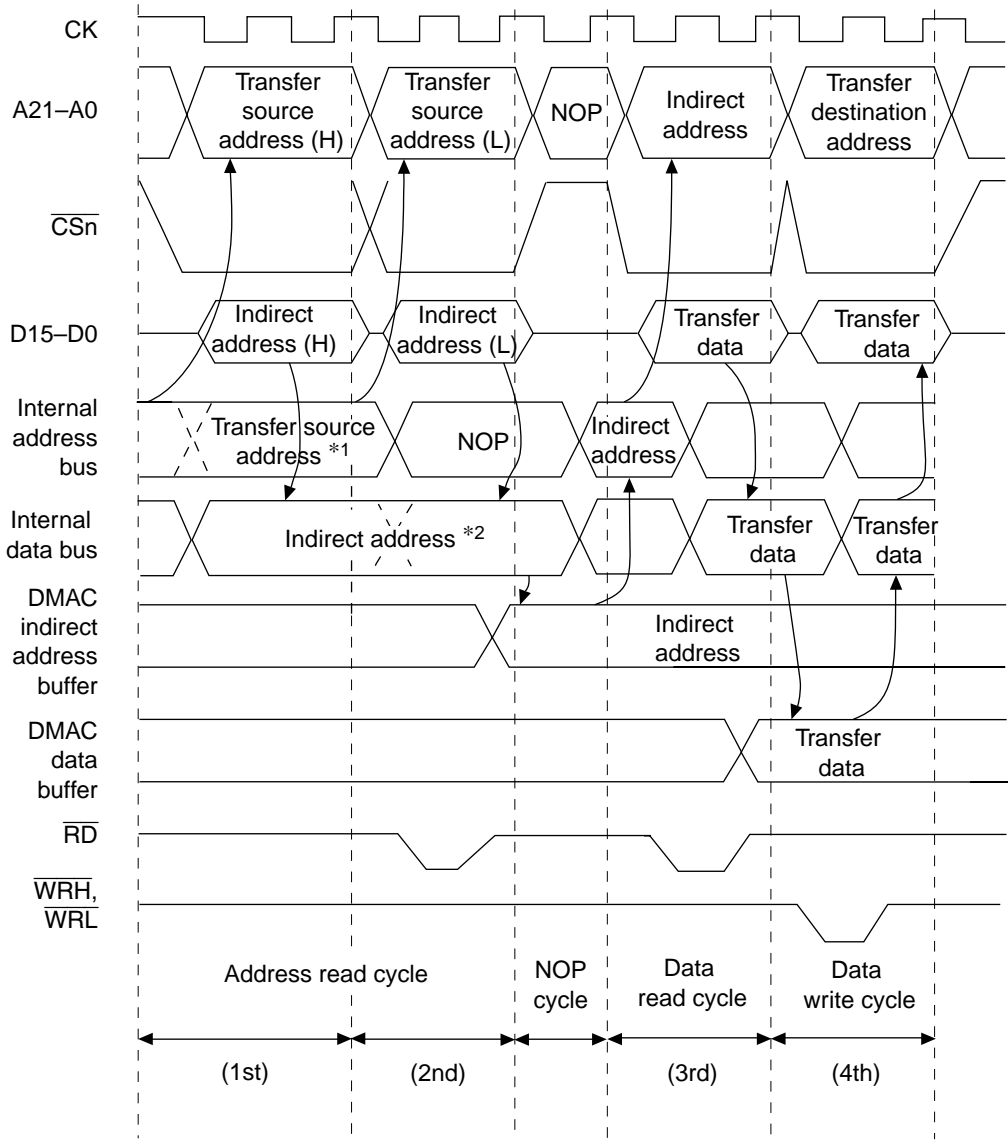 CK
A21–A0
Transfer
source
address (H)
Transfer
source
address (L)
NOP
Indirect
address
Transfer
destination
address
CSn
D15–D0
Indirect
address (H)
Indirect
address (L)
Transfer
data
Transfer
data
Internal
address
bus
Transfer source
address *1
NOP
Indirect
address
Internal
data bus
Indirect address *2
Transfer
data
Transfer
data
DMAC
indirect
address
buffer
Indirect
address
DMAC
data
buffer
Transfer
data
RD
WRH,
WRL
Address read cycle
NOP
cycle
Data
read cycle
Data
write cycle
(1st)
(2nd)
(3rd)
(4th)